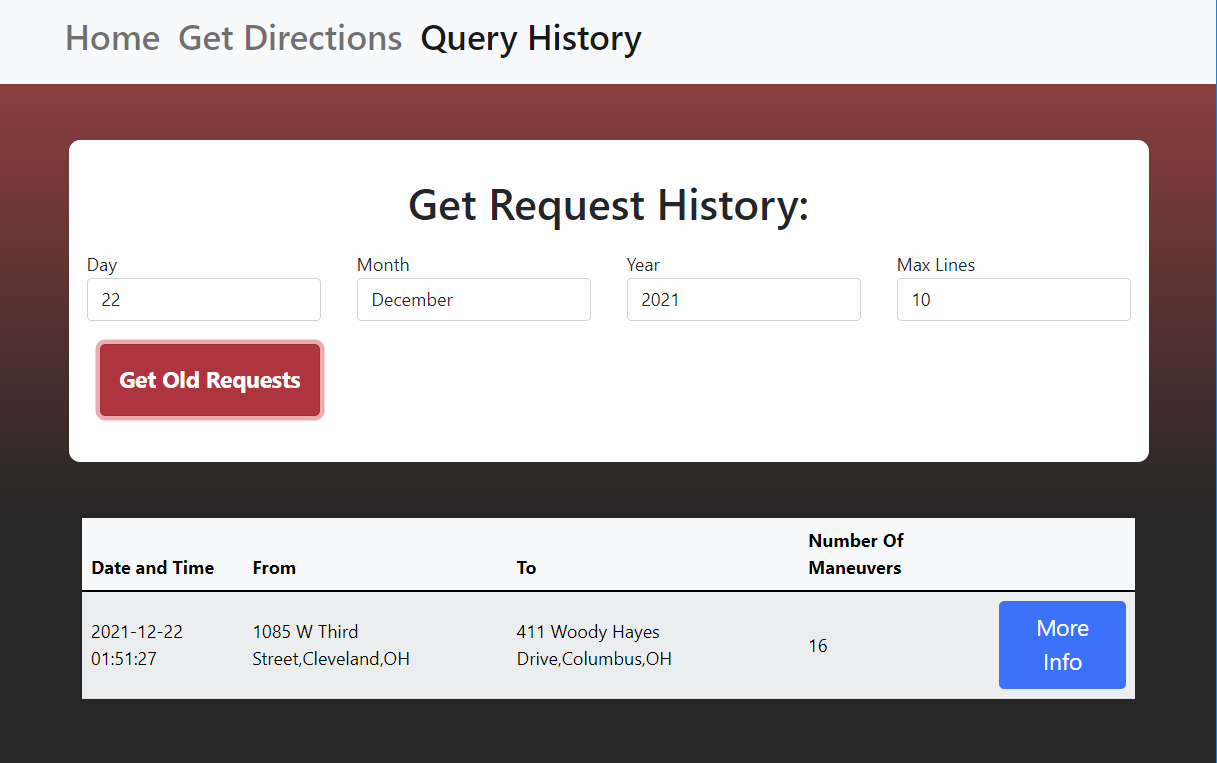 Home Get Directions Query History
Get Request History:
Day Month Year Max Lines
22 December 2021 10
Get Old Requests
Number Of
Date and Time From To Maneuvers
2021-12-22 1085 W Third 411 Woody Hayes 16 More
01:51:27 Street,Cleveland,OH Drive,Columbus,OH Info